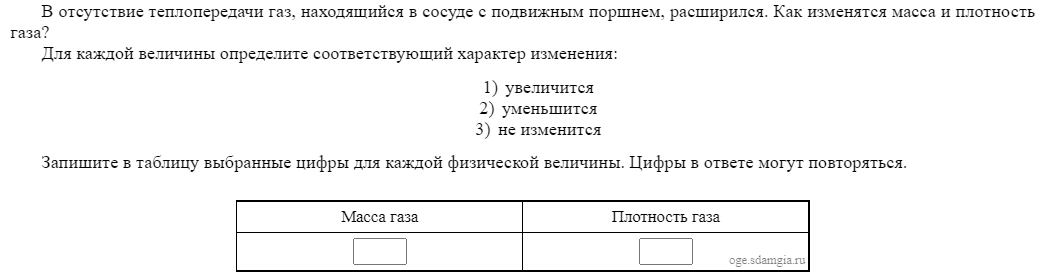 В отсутствие теплопередачи газ, находящийся в сосуде с подвижным поршнем, расширился. Как изменятся масса и плотность
газа?
Для каждой величины определите соответствующий характер изменения:
1) увеличится
2) уменьшится
3) не изменится
Запишите в таблицу выбранные цифры для каждой физической величины. Цифры в ответе могут повторяться.
Масса газа
Плотность газа
oge.sdamgia.ru